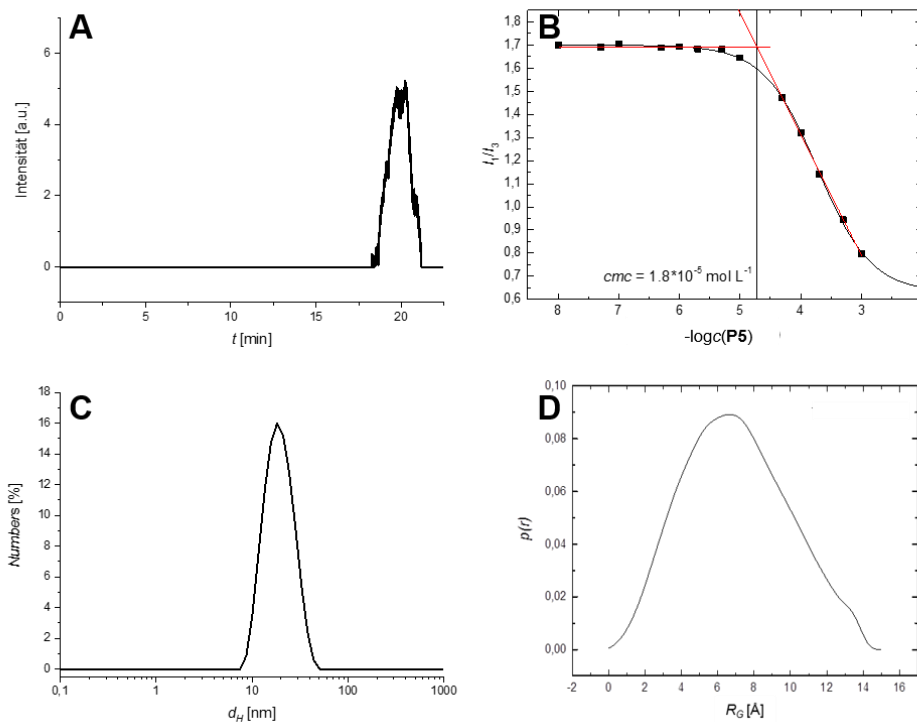 A
Intensität [a.u.]
6
4
2
0
0 5 10 15 20
t [min]
B
I₁/I₃
1,8
1,7
1,6
1,5
1,4
1,3
1,2
1,1
1,0
0,9
0,8
0,7
0,6
cmc = 1.8*10⁻⁵ mol L⁻¹
8 7 6 5 4 3
-logc(P5)
C
Numbers [%]
18
16
14
12
10
8
6
4
2
0
0,1 1 10 100 1000
d_H [nm]
D
p(r)
0,10
0,08
0,06
0,04
0,02
0,00
-2 0 2 4 6 8 10 12 14 16
R_G [Å]